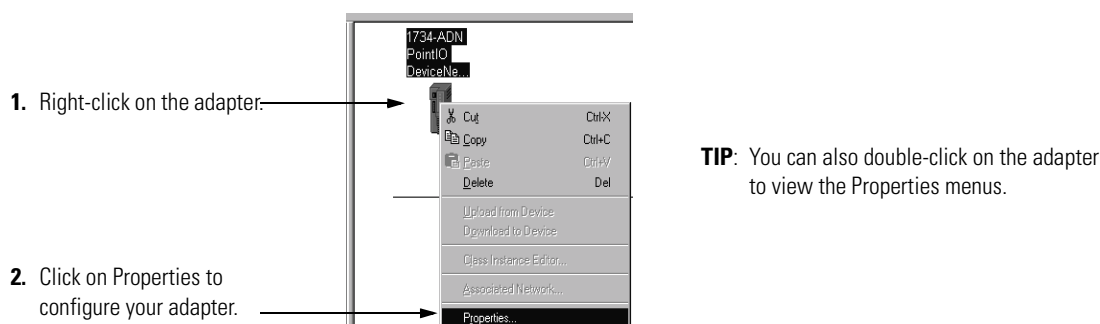 1734-ADN
PointIO
DeviceNe...
1. Right-click on the adapter.
Cut Ctrl-X
Copy Ctrl+C
Paste Ctrl+V
Delete Del
Upload from Device
Download to Device
Class Instance Editor...
Associated Network...
Properties...
TIP: You can also double-click on the adapter
to view the Properties menus.
2. Click on Properties to
configure your adapter.